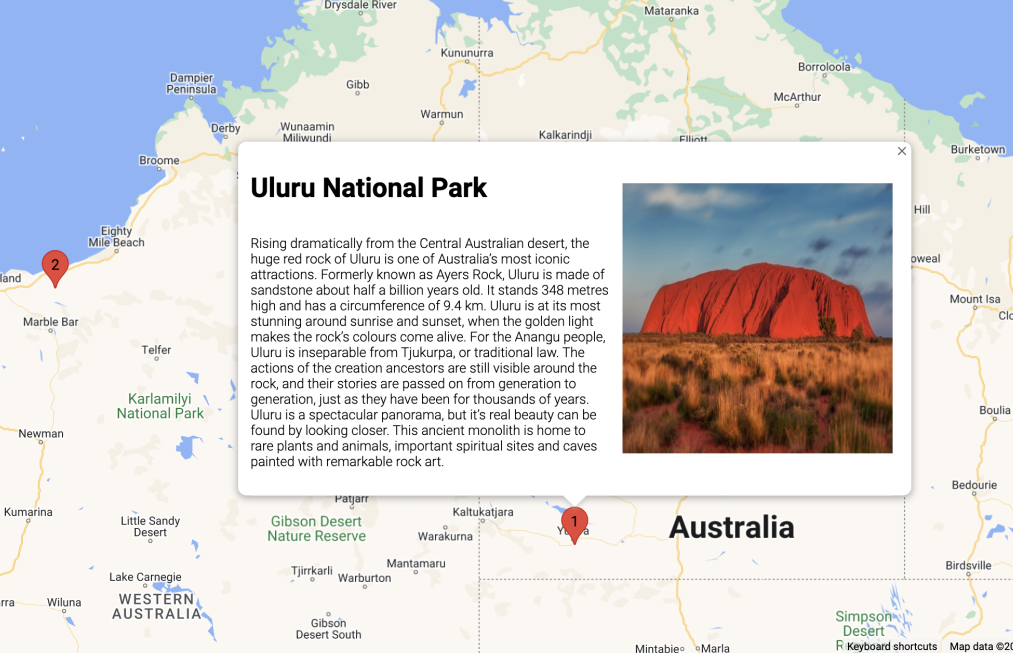 Drysdale River
Mataranka
Kununurra
Borroloola
Dampier
Peninsula
Gibb
McArthur
Warmun
Derby
Wunaamin
Miliwundi
Kalkarindji
Elliott
Burketown
Broome
Uluru National Park
Hill
Eighty
Mile Beach
Rising dramatically from the Central Australian desert, the
huge red rock of Uluru is one of Australia's most iconic
attractions. Formerly known as Ayers Rock, Uluru is made of
sandstone about half a billion years old. It stands 348 metres
high and has a circumference of 9.4 km. Uluru is at its most
stunning around sunrise and sunset, when the golden light
makes the rock's colours come alive. For the Anangu people,
Uluru is inseparable from Tjukurpa, or traditional law. The
actions of the creation ancestors are still visible around the
rock, and their stories are passed on from generation to
generation, just as they have been for thousands of years.
Uluru is a spectacular panorama, but it's real beauty can be
found by looking closer. This ancient monolith is home to
rare plants and animals, important spiritual sites and caves
painted with remarkable rock art.
oweal
2
land
Mount Isa
Clo
Marble Bar
Telfer
Karlamilyi
National Park
Boulia
Newman
Bedourie
Patjarr
Kumarina
Little Sandy
Desert
Gibson Desert
Nature Reserve
Kaltukatjara
Warakurna
1
Australia
Birdsville
Mantamaru
Tjirrkarli
Warburton
Lake Carnegie
WESTERN
AUSTRALIA
rra
Wiluna
Gibson
Desert South
Simpson
Desert
Mintabie
Marla
Keyboard shortcuts
Map data ©20